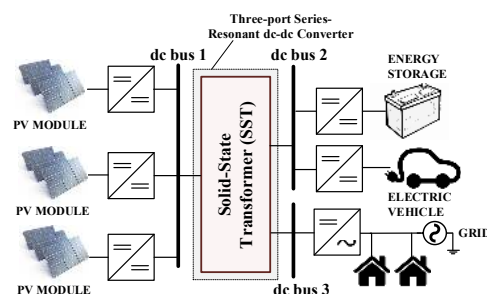 Three-port Series-
Resonant dc-dc Converter
dc bus 1
dc bus 2
ENERGY
STORAGE
PV MODULE
Solid-State
Transformer (SST)
PV MODULE
ELECTRIC
VEHICLE
GRID
PV MODULE
dc bus 3